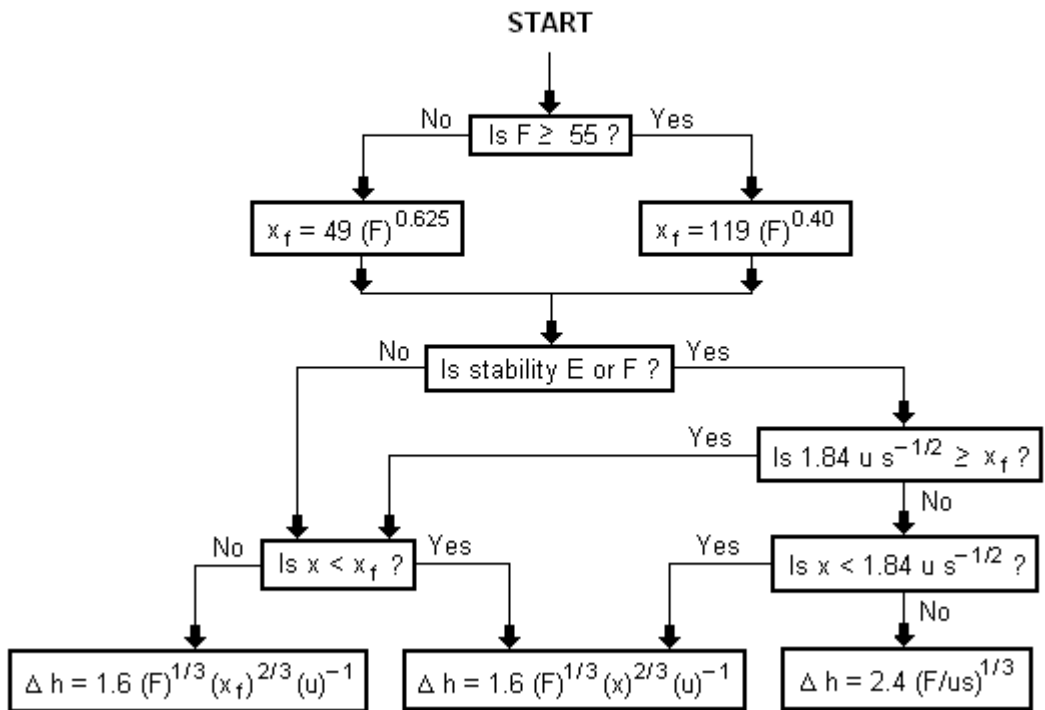 START
No
Yes
Is F ≥ 55 ?
x_f = 49 (F)^0.625
x_f = 119 (F)^0.40
No
Yes
Is stability E or F ?
Yes
Is 1.84 u s^−1/2 ≥ x_f ?
No
No
Yes
Is x < x_f ?
Yes
Is x < 1.84 u s^−1/2 ?
No
Δ h = 1.6 (F)^1/3 (x_f)^2/3 (u)^−1
Δ h = 1.6 (F)^1/3 (x)^2/3 (u)^−1
Δ h = 2.4 (F/us)^1/3